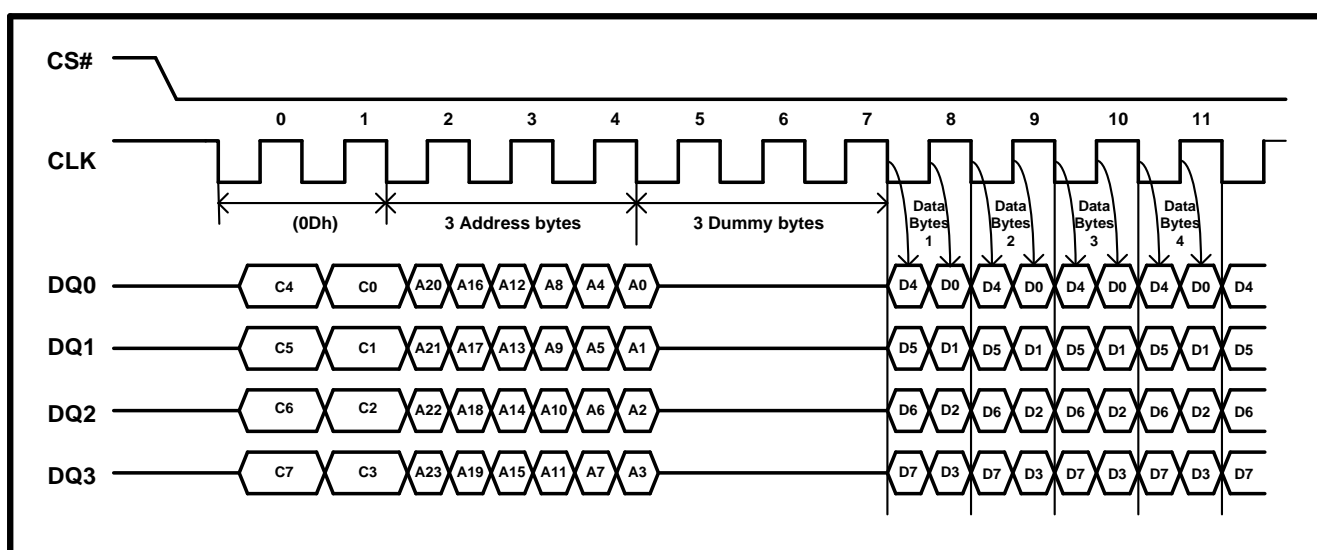 CS#
0 1 2 3 4 5 6 7 8 9 10 11
CLK
(0Dh) 3 Address bytes 3 Dummy bytes
Data Bytes 1
Data Bytes 2
Data Bytes 3
Data Bytes 4
DQ0 C4 C0 A20 A16 A12 A8 A4 A0 D4 D0 D4 D0 D4 D0 D4 D0 D4
DQ1 C5 C1 A21 A17 A13 A9 A5 A1 D5 D1 D5 D1 D5 D1 D5 D1 D5
DQ2 C6 C2 A22 A18 A14 A10 A6 A2 D6 D2 D6 D2 D6 D2 D6 D2 D6
DQ3 C7 C3 A23 A19 A15 A11 A7 A3 D7 D3 D7 D3 D7 D3 D7 D3 D7